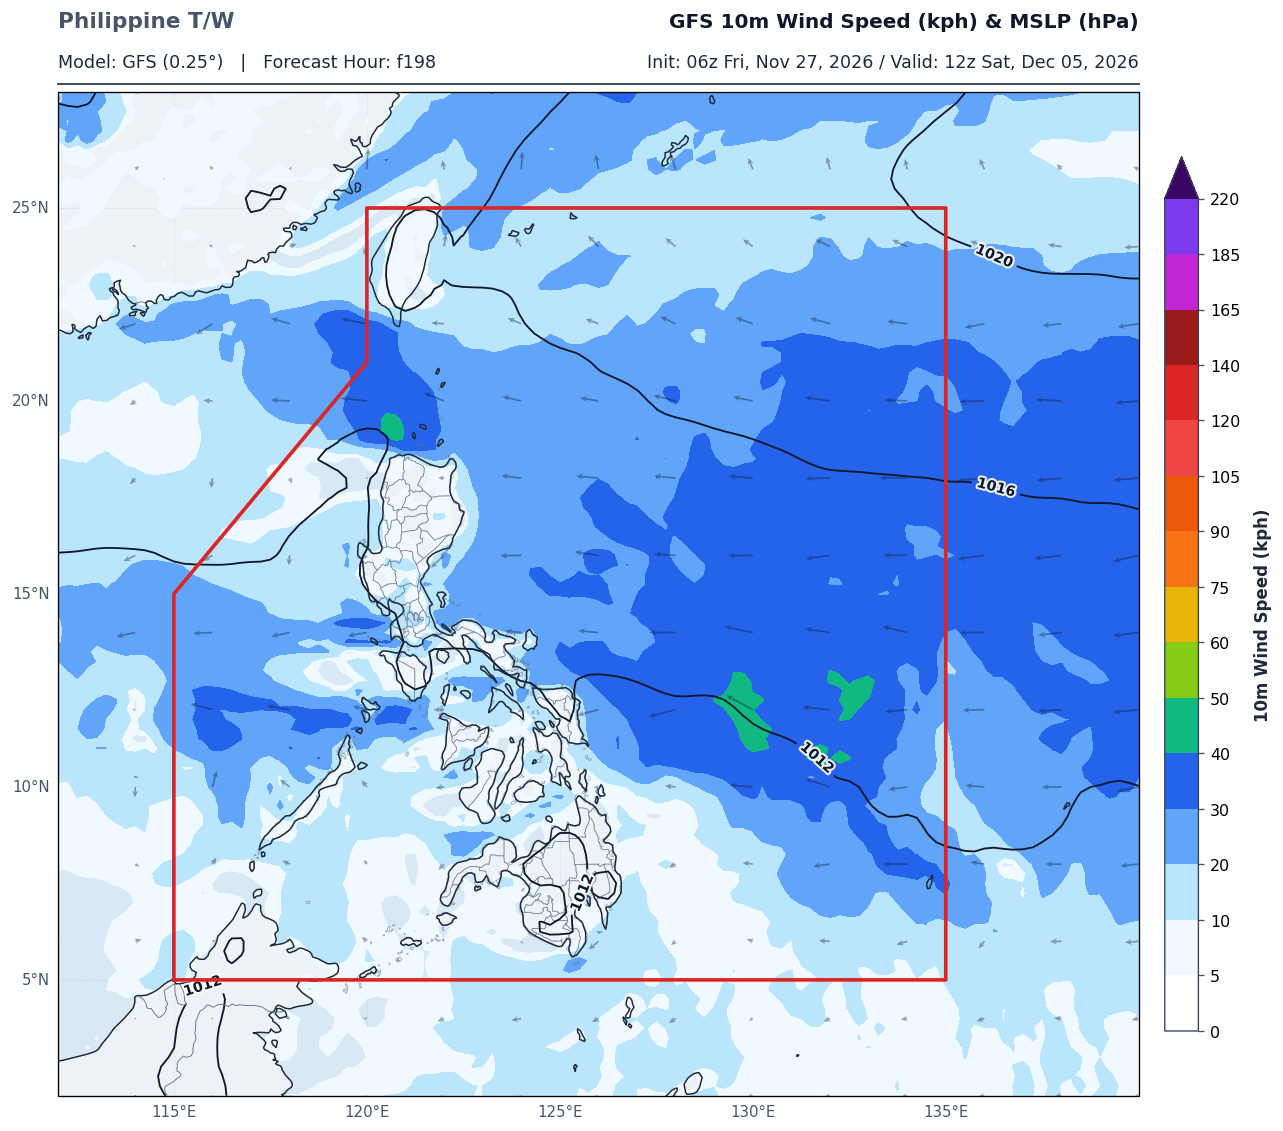 Philippine T/W
GFS 10m Wind Speed (kph) & MSLP (hPa)
Model: GFS (0.25°)   |   Forecast Hour: f198
Init: 06z Fri, Nov 27, 2026 / Valid: 12z Sat, Dec 05, 2026
25°N
20°N
15°N
10°N
5°N
115°E
120°E
125°E
130°E
135°E
1020
1016
1012
1012
1012
220
185
165
140
120
105
90
75
60
50
40
30
20
10
5
0
10m Wind Speed (kph)